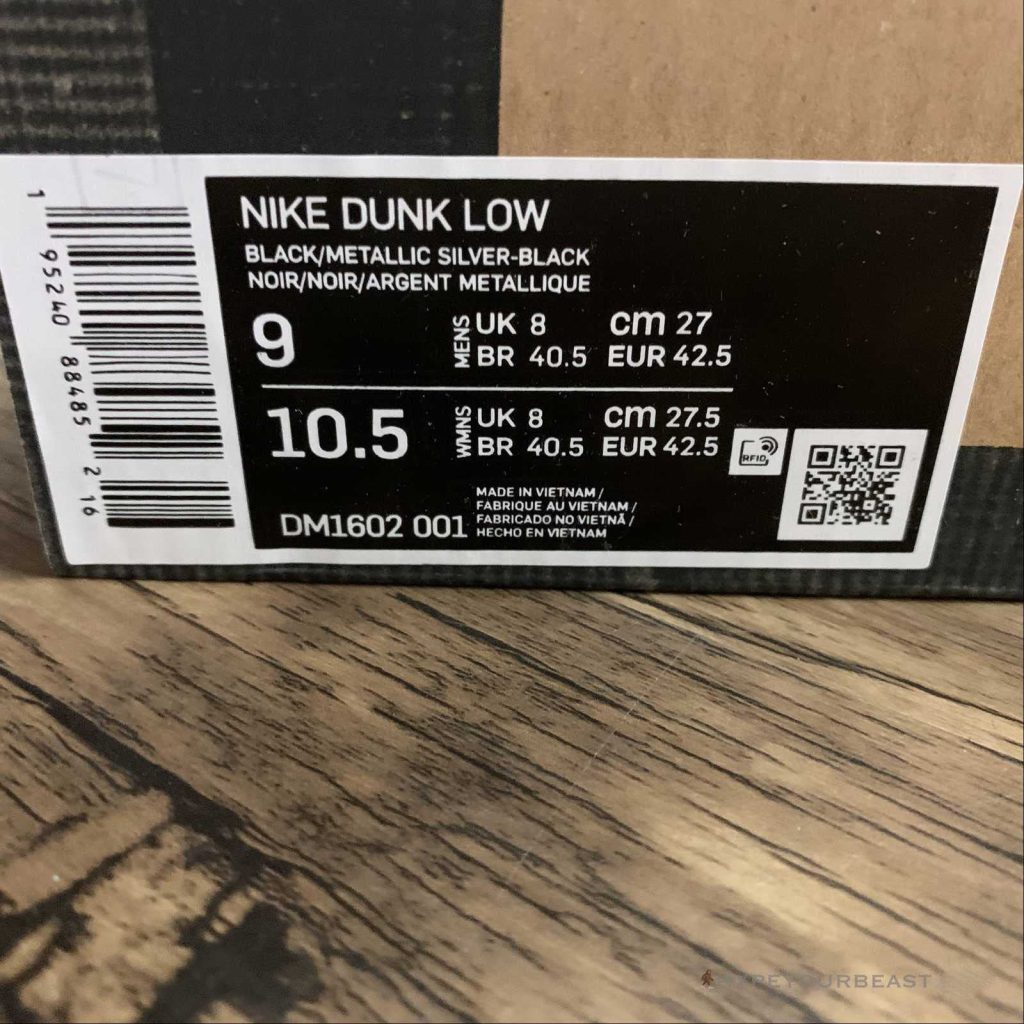 NIKE DUNK LOW
BLACK/METALLIC SILVER-BLACK
NOIR/NOIR/ARGENT METALLIQUE
9 MENS UK 8 cm 27
BR 40.5 EUR 42.5
10.5 WMNS UK 8 cm 27.5
BR 40.5 EUR 42.5
RFID
DM1602 001
MADE IN VIETNAM /
FABRIQUE AU VIETNAM /
FABRICADO NO VIETNÃ /
HECHO EN VIETNAM
1 95240 88485 2 16